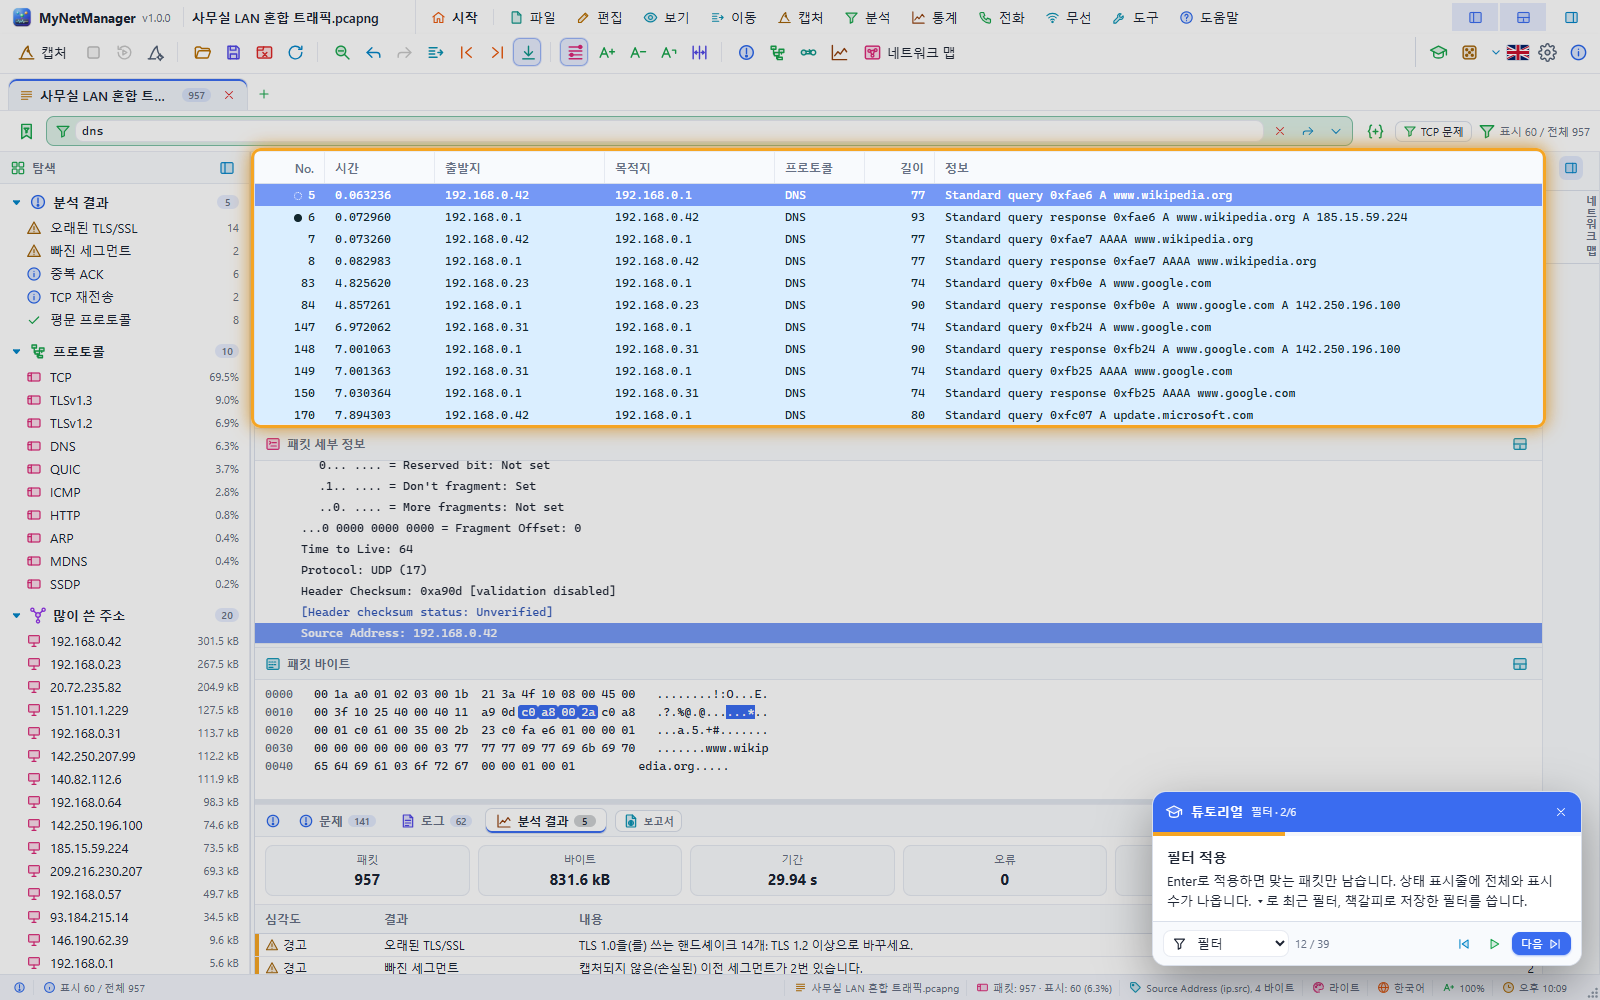 MyNetManager v1.0.0 사무실 LAN 혼합 트래픽.pcapng 시작 파일 편집 보기 이동 캡처 분석 통계 전화 무선 도구 도움말
캡처 네트워크 맵
사무실 LAN 혼합 트... 957
dns TCP 문제 표시 60 / 전체 957
탐색
분석 결과 5
오래된 TLS/SSL 14
빠진 세그먼트 2
중복 ACK 6
TCP 재전송 2
평문 프로토콜 8
프로토콜 10
TCP 69.5%
TLSv1.3 9.0%
TLSv1.2 6.9%
DNS 6.3%
QUIC 3.7%
ICMP 2.8%
HTTP 0.8%
ARP 0.4%
MDNS 0.4%
SSDP 0.2%
많이 쓴 주소 20
192.168.0.42 301.5 kB
192.168.0.23 267.5 kB
20.72.235.82 204.9 kB
151.101.1.229 127.5 kB
192.168.0.31 113.7 kB
142.250.207.99 112.2 kB
140.82.112.6 111.9 kB
192.168.0.64 98.3 kB
142.250.196.100 74.6 kB
185.15.59.224 73.5 kB
209.216.230.207 69.3 kB
192.168.0.57 49.7 kB
93.184.215.14 34.5 kB
146.190.62.39 9.6 kB
192.168.0.1 5.6 kB
No. 시간 출발지 목적지 프로토콜 길이 정보
5 0.063236 192.168.0.42 192.168.0.1 DNS 77 Standard query 0xfae6 A www.wikipedia.org
6 0.072960 192.168.0.1 192.168.0.42 DNS 93 Standard query response 0xfae6 A www.wikipedia.org A 185.15.59.224
7 0.073260 192.168.0.42 192.168.0.1 DNS 77 Standard query 0xfae7 AAAA www.wikipedia.org
8 0.082983 192.168.0.1 192.168.0.42 DNS 77 Standard query response 0xfae7 AAAA www.wikipedia.org
83 4.825620 192.168.0.23 192.168.0.1 DNS 74 Standard query 0xfb0e A www.google.com
84 4.857261 192.168.0.1 192.168.0.23 DNS 90 Standard query response 0xfb0e A www.google.com A 142.250.196.100
147 6.972062 192.168.0.31 192.168.0.1 DNS 74 Standard query 0xfb24 A www.google.com
148 7.001063 192.168.0.1 192.168.0.31 DNS 90 Standard query response 0xfb24 A www.google.com A 142.250.196.100
149 7.001363 192.168.0.31 192.168.0.1 DNS 74 Standard query 0xfb25 AAAA www.google.com
150 7.030364 192.168.0.1 192.168.0.31 DNS 74 Standard query response 0xfb25 AAAA www.google.com
170 7.894303 192.168.0.42 192.168.0.1 DNS 80 Standard query 0xfc07 A update.microsoft.com
네트워크 맵
패킷 세부 정보
0... .... = Reserved bit: Not set
.1.. .... = Don't fragment: Set
..0. .... = More fragments: Not set
...0 0000 0000 0000 = Fragment Offset: 0
Time to Live: 64
Protocol: UDP (17)
Header Checksum: 0xa90d [validation disabled]
[Header checksum status: Unverified]
Source Address: 192.168.0.42
패킷 바이트
0000 00 1a a0 01 02 03 00 1b 21 3a 4f 10 08 00 45 00 ........!:O...E.
0010 00 3f 10 25 40 00 40 11 a9 0d c0 a8 00 2a c0 a8 .?.%@.@......*..
0020 00 01 c0 61 00 35 00 2b 23 c0 fa e6 01 00 00 01 ...a.5.+#.......
0030 00 00 00 00 00 00 03 77 77 77 09 77 69 6b 69 70 .......www.wikip
0040 65 64 69 61 03 6f 72 67 00 00 01 00 01 edia.org.....
문제 141 로그 62 분석 결과 5 보고서
패킷 바이트 기간 오류
957 831.6 kB 29.94 s 0
심각도 결과 내용
경고 오래된 TLS/SSL TLS 1.0을(를) 쓰는 핸드셰이크 14개: TLS 1.2 이상으로 바꾸세요.
경고 빠진 세그먼트 캡처되지 않은(손실된) 이전 세그먼트가 2번 있습니다. 2
튜토리얼 필터 · 2/6
필터 적용
Enter로 적용하면 맞는 패킷만 남습니다. 상태 표시줄에 전체와 표시
수가 나옵니다. ▾로 최근 필터, 책갈피로 저장한 필터를 씁니다.
필터 12 / 39 다음
표시 60 / 전체 957 사무실 LAN 혼합 트래픽.pcapng 패킷: 957 · 표시: 60 (6.3%) Source Address (ip.src), 4 바이트 라이트 한국어 100% 오후 10:09